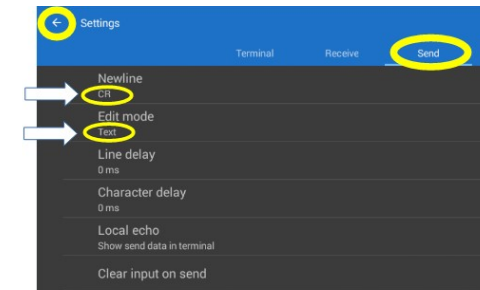 Settings
Terminal Receive Send
Newline
CR
Edit mode
Text
Line delay
0 ms
Character delay
0 ms
Local echo
Show send data in terminal
Clear input on send